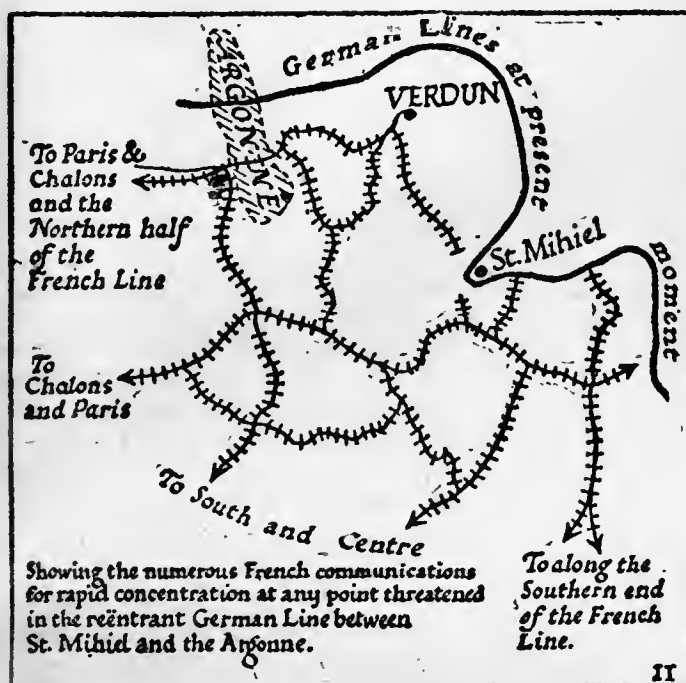 German Lines at present
moment
ARGONNE
VERDUN
To Paris &
Chalons
and the
Northern half
of the
French Line
St. Mihiel
To
Chalons
and Paris
To South and Centre
Showing the numerous French communications
for rapid concentration at any point threatened
in the reëntrant German Line between
St. Mihiel and the Argonne.
To along the
Southern end
of the French
Line.
II